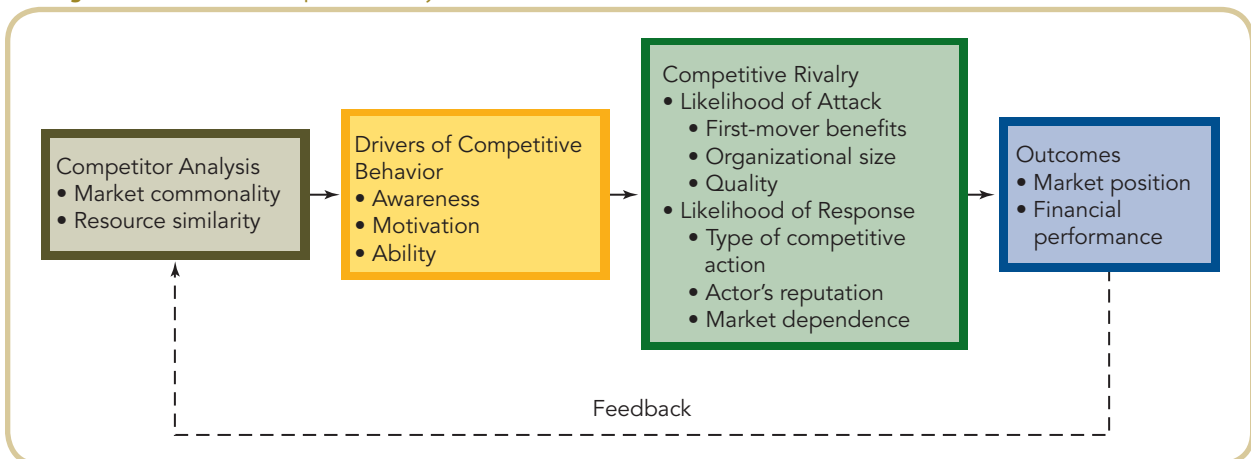 Competitor Analysis
• Market commonality
• Resource similarity
Drivers of Competitive
Behavior
• Awareness
• Motivation
• Ability
Competitive Rivalry
• Likelihood of Attack
• First-mover benefits
• Organizational size
• Quality
• Likelihood of Response
• Type of competitive
action
• Actor’s reputation
• Market dependence
Outcomes
• Market position
• Financial
performance
Feedback